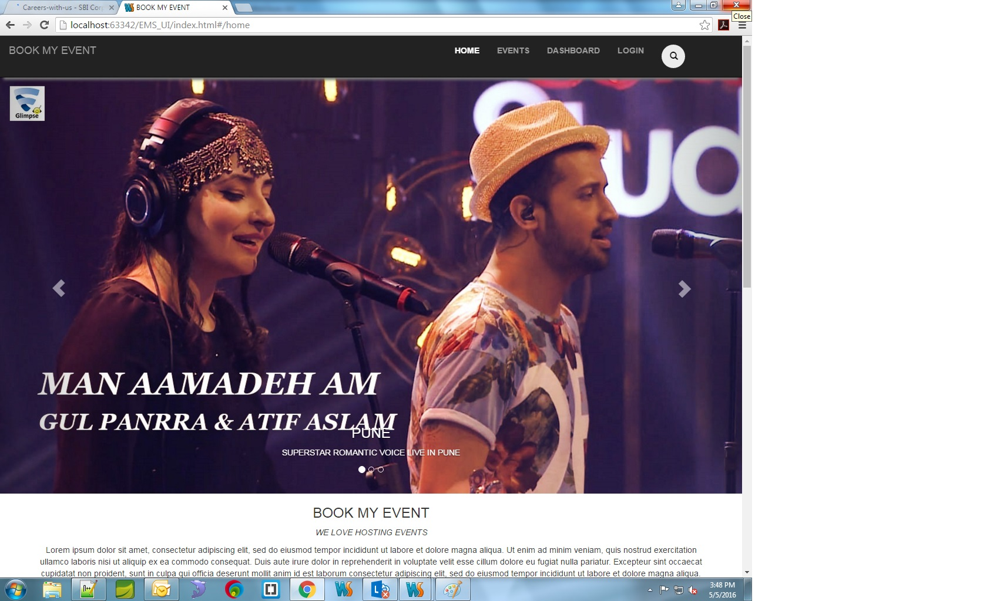 Careers-with-us - SBI Corp
BOOK MY EVENT
Close
localhost:63342/EMS_UI/index.html#/home
BOOK MY EVENT
HOME
EVENTS
DASHBOARD
LOGIN
Glimpse
Stud
MAN AAMADEH AM
GUL PANRRA & ATIF ASLAM
PUNE
SUPERSTAR ROMANTIC VOICE LIVE IN PUNE
BOOK MY EVENT
WE LOVE HOSTING EVENTS
Lorem ipsum dolor sit amet, consectetur adipiscing elit, sed do eiusmod tempor incididunt ut labore et dolore magna aliqua. Ut enim ad minim veniam, quis nostrud exercitation
ullamco laboris nisi ut aliquip ex ea commodo consequat. Duis aute irure dolor in reprehenderit in voluptate velit esse cillum dolore eu fugiat nulla pariatur. Excepteur sint occaecat
cupidatat non proident, sunt in culpa qui officia deserunt mollit anim id est laborum consectetur adipiscing elit, sed do eiusmod tempor incididunt ut labore et dolore magna aliqua.
3:48 PM
5/5/2016